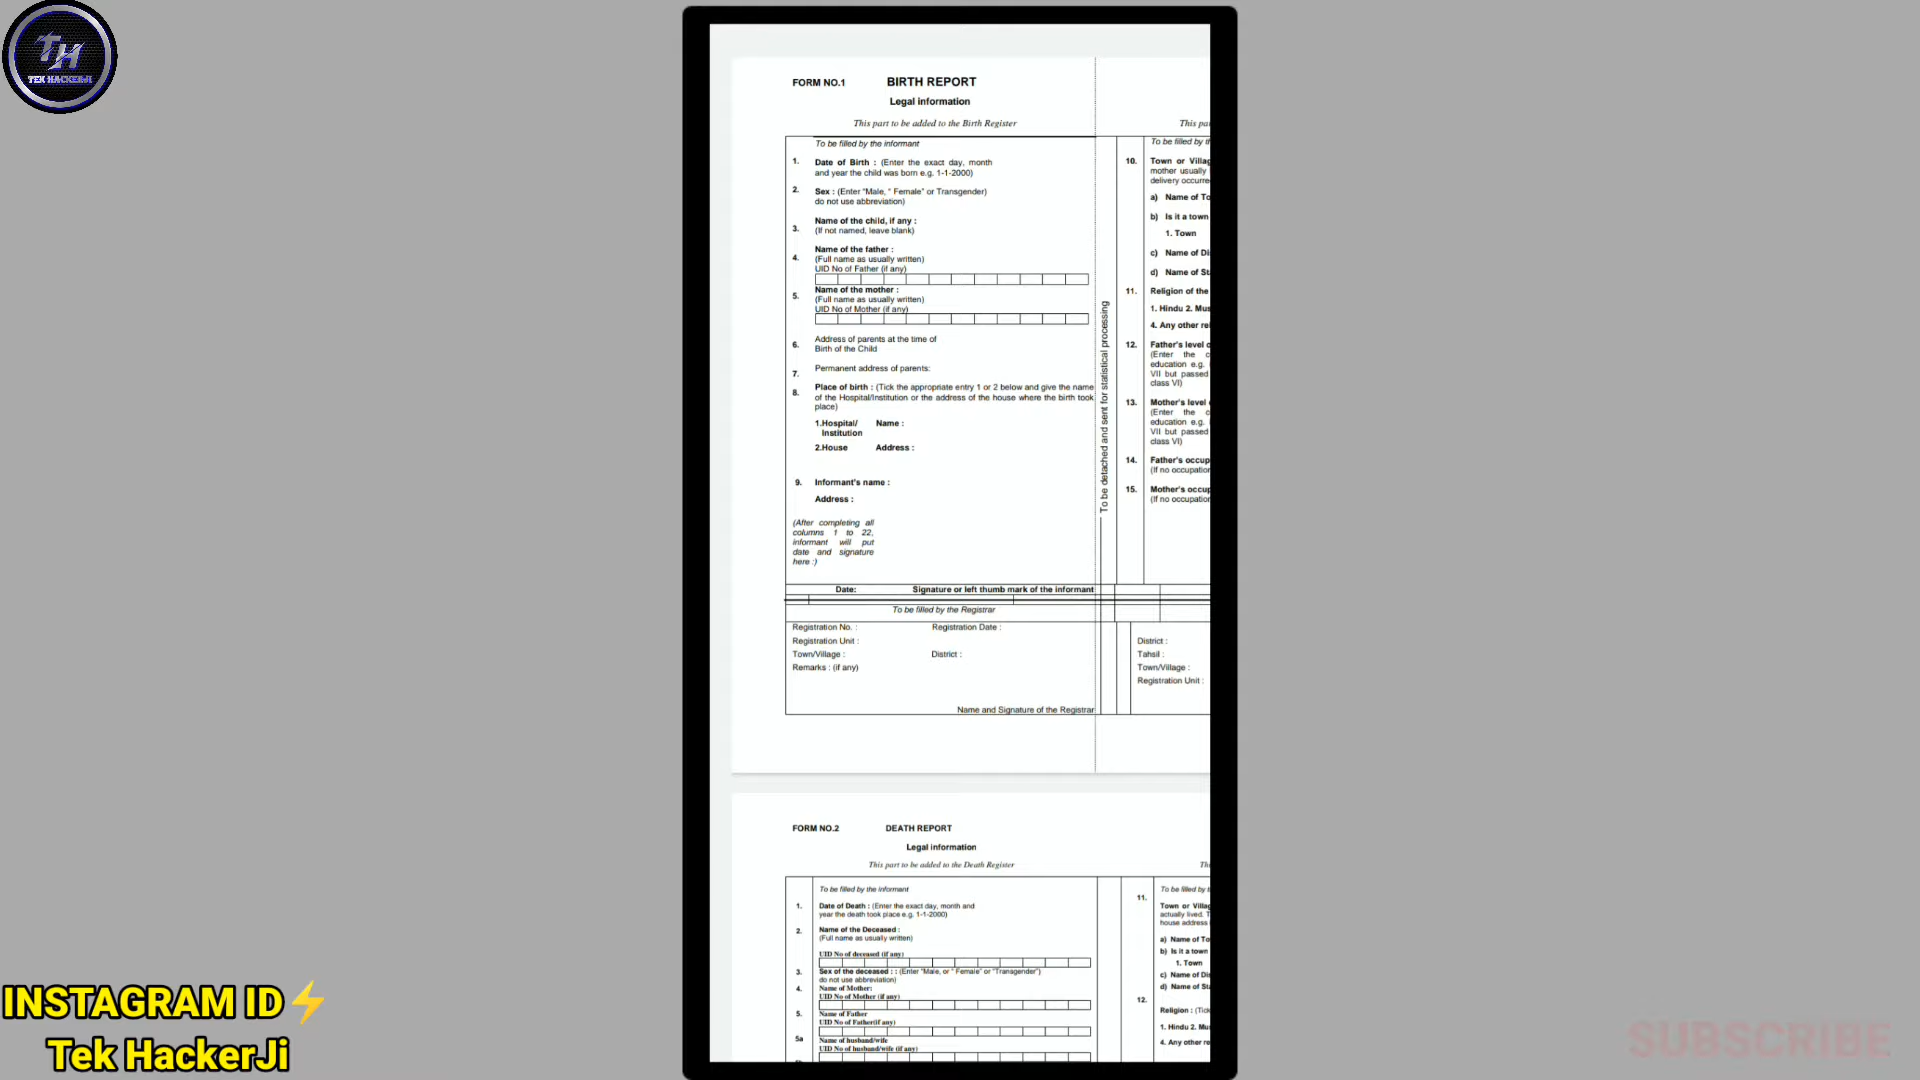 TH
TEK HACKERJI
FORM NO.1 BIRTH REPORT
Legal information
This part to be added to the Birth Register
To be filled by the informant
1. Date of Birth : (Enter the exact day, month
and year the child was born e.g. 1-1-2000)
2. Sex : (Enter "Male, " Female" or Transgender)
do not use abbreviation)
Name of the child, if any :
3. (If not named, leave blank)
Name of the father :
4. (Full name as usually written)
UID No of Father (if any)
Name of the mother :
5. (Full name as usually written)
UID No of Mother (if any)
6. Address of parents at the time of
Birth of the Child
7. Permanent address of parents:
8. Place of birth : (Tick the appropriate entry 1 or 2 below and give the name
of the Hospital/Institution or the address of the house where the birth took
place)
1.Hospital/ Name :
Institution
2.House Address :
9. Informant's name :
Address :
(After completing all
columns 1 to 22,
informant will put
date and signature
here :)
Date: Signature or left thumb mark of the informant
To be filled by the Registrar
Registration No. : Registration Date :
Registration Unit :
Town/Village : District :
Remarks : (if any)
Name and Signature of the Registrar
To be detached and sent for statistical processing
This
To be filled by
10. Town or
mother usually
delivery
a) Name of
b) Is it a town
1. Town
c) Name of
d) Name of
11. Religion of the
1. Hindu 2.
4. Any other
12. Father's level
(Enter the
education e.g.
VII but passed
class VI)
13. Mother's level
(Enter the
education e.g.
VII but passed
class VI)
14. Father's
(If no
15. Mother's
(If no
District :
Tahsil :
Town/Village :
Registration Unit :
FORM NO.2 DEATH REPORT
Legal information
This part to be added to the Death Register
To be filled by the informant
1. Date of Death : (Enter the exact day, month and
year the death took place e.g. 1-1-2000)
2. Name of the Deceased :
(Full name as usually written)
UID No of deceased (if any)
3. Sex of the deceased : : (Enter "Male, or " Female" or "Transgender")
do not use abbreviation)
4. Name of Mother:
UID No of Mother (if any)
5. Name of Father
UID No of Father(if any)
5a Name of husband/wife
UID No of husband/wife (if any)
To be filled by
11. Town or
actually lived.
house address
a) Name of
b) Is it a town
1. Town
c) Name of
d) Name of
12. Religion :
1. Hindu 2.
4. Any other
INSTAGRAM ID⚡
Tek HackerJi
SUBSCRIBE